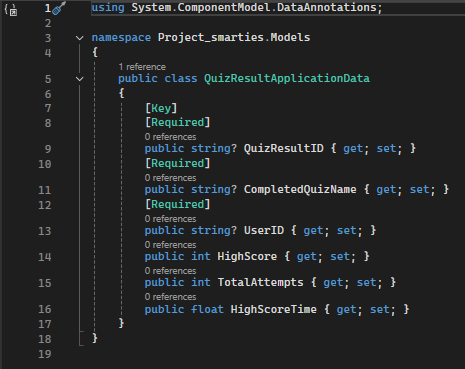 1 using System.ComponentModel.DataAnnotations;
2
3 namespace Project_smarties.Models
4 {
1 reference
5 public class QuizResultApplicationData
6 {
7 [Key]
8 [Required]
0 references
9 public string? QuizResultID { get; set; }
10 [Required]
0 references
11 public string? CompletedQuizName { get; set; }
12 [Required]
0 references
13 public string? UserID { get; set; }
0 references
14 public int HighScore { get; set; }
0 references
15 public int TotalAttempts { get; set; }
0 references
16 public float HighScoreTime { get; set; }
17 }
18 }
19